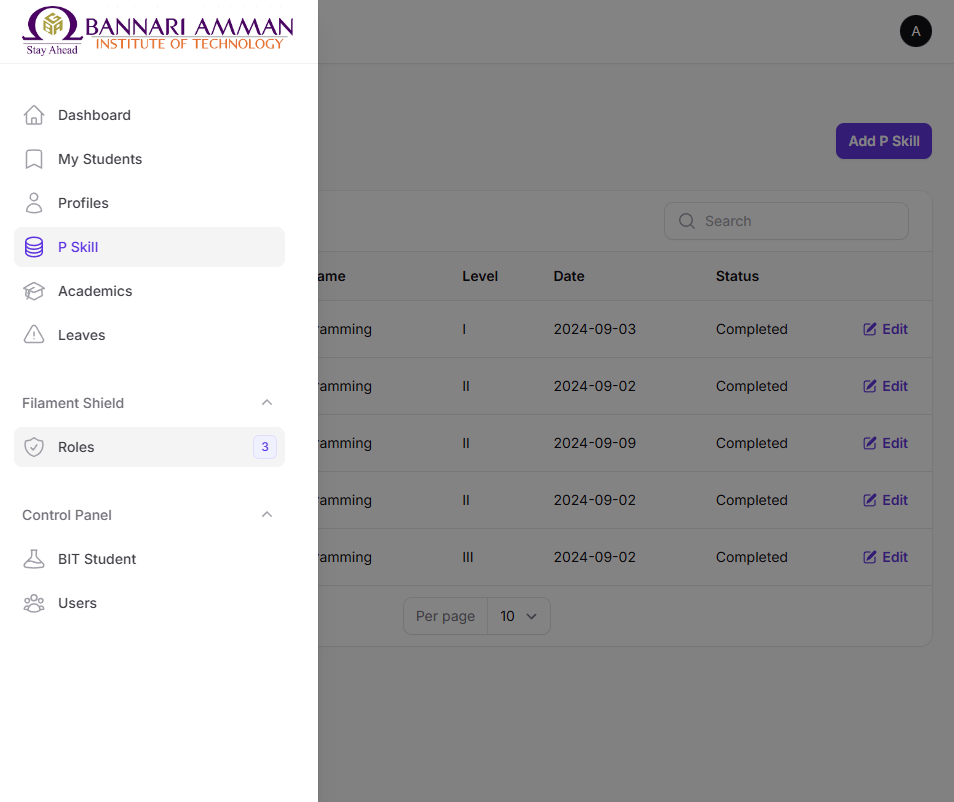 BANNARI AMMAN
INSTITUTE OF TECHNOLOGY
Stay Ahead
A
Dashboard
My Students
Profiles
P Skill
Academics
Leaves
Filament Shield
Roles 3
Control Panel
BIT Student
Users
Add P Skill
Search
ame Level Date Status
ramming I 2024-09-03 Completed Edit
ramming II 2024-09-02 Completed Edit
ramming II 2024-09-09 Completed Edit
ramming II 2024-09-02 Completed Edit
ramming III 2024-09-02 Completed Edit
Per page 10